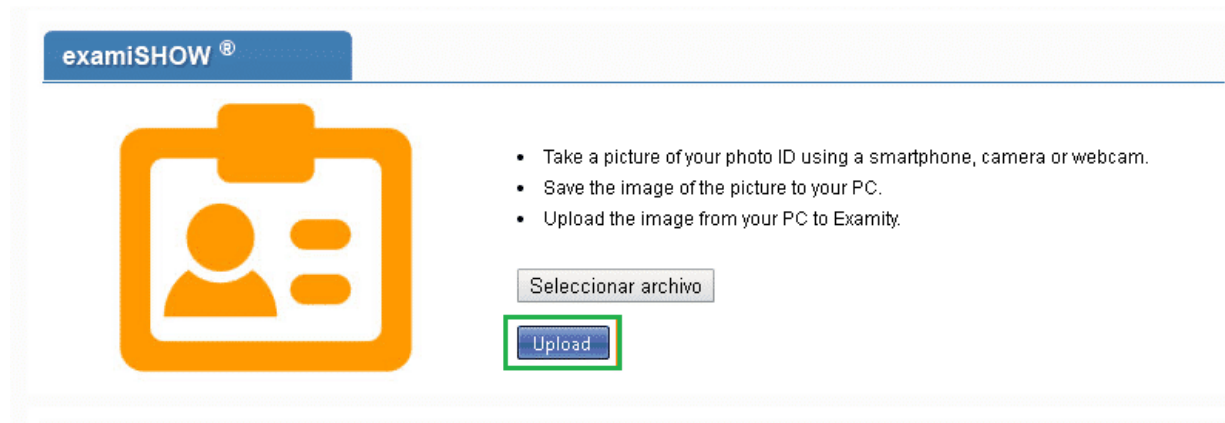 examiSHOW ®
• Take a picture of your photo ID using a smartphone, camera or webcam.
• Save the image of the picture to your PC.
• Upload the image from your PC to Examity.
Seleccionar archivo
Upload